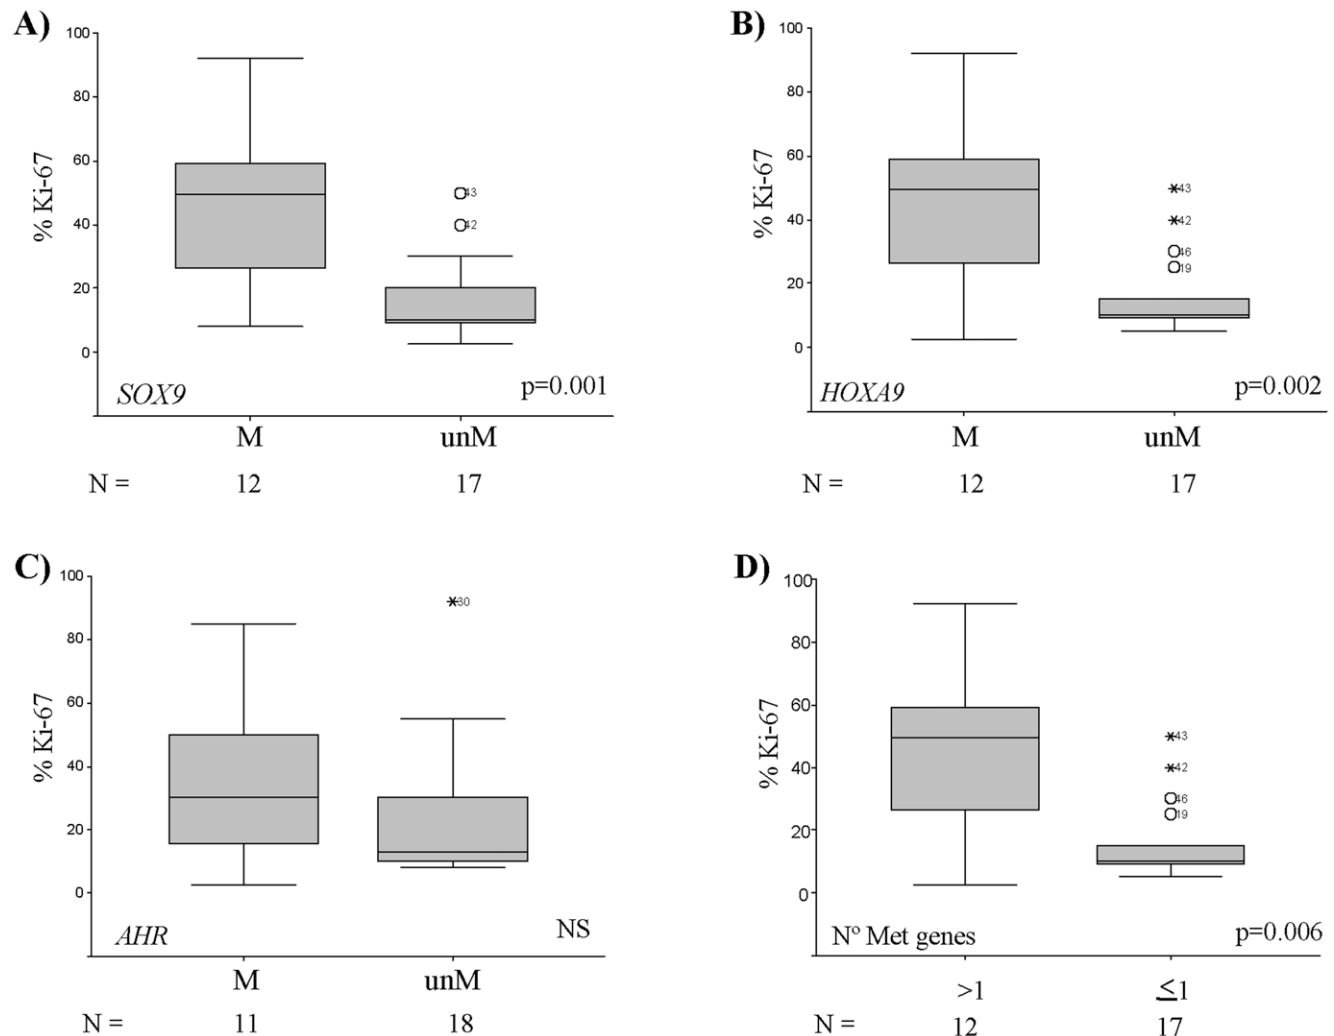 A)
100
80
60
40
20
0
% Ki-67
43
42
SOX9
p=0.001
M unM
N = 12 17
B)
100
80
60
40
20
0
% Ki-67
43
42
46
19
HOXA9
p=0.002
M unM
N = 12 17
C)
100
80
60
40
20
0
% Ki-67
30
AHR
NS
M unM
N = 11 18
D)
100
80
60
40
20
0
% Ki-67
43
42
46
19
Nº Met genes
p=0.006
>1 ≤1
N = 12 17